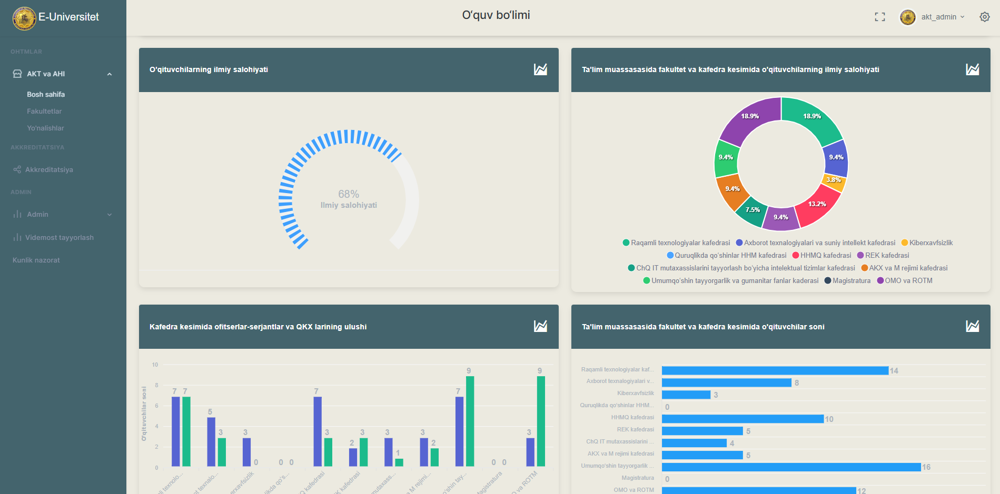 E-Universitet
O‘quv bo‘limi
akt_admin
OHTMLAR
AKT va AHI
Bosh sahifa
Fakultetlar
Yo'nalishlar
AKKREDITATSIYA
Akkreditatsiya
ADMIN
Admin
Videmost tayyorlash
Kunlik nazorat
O'qituvchilarning ilmiy salohiyati
68%
Ilmiy salohiyati
Ta'lim muassasasida fakultet va kafedra kesimida o'qituvchilarning ilmiy salohiyati
18.9%
18.9%
9.4%
9.4%
3.8%
9.4%
13.2%
7.5%
9.4%
Raqamli texnologiyalar kafedrasi Axborot texnalogiyalari va suniy intellekt kafedrasi Kiberxavfsizlik
Quruqlikda qo‘shinlar HHM kafedrasi HHMQ kafedrasi REK kafedrasi
ChQ IT mutaxassislarini tayyorlash bo‘yicha intelektual tizimlar kafedrasi AKX va M rejimi kafedrasi
Umumqo‘shin tayyorgarlik va gumanitar fanlar kaderasi Magistratura OMO va ROTM
Kafedra kesimida ofitserlar-serjantlar va QKX larining ulushi
O'qituvchilar soni
10
8
6
4
2
0
7 7
5 3
3 0
0 0
7 3
2 3
3 1
3 2
7 9
0 0
3 9
li texnolo...
ot texnalo...
erxavfsizlik
likda qo‘s...
Q kafedrasi
K kafedrasi
mutaxass...
a M rejimi...
o‘shin tay...
agistratura
O va ROTM
Ta'lim muassasasida fakultet va kafedra kesimida o'qituvchilar soni
Raqamli texnologiyalar kaf... 14
Axborot texnalogiyalari v... 8
Kiberxavfsizlik 3
Quruqlikda qo‘shinlar HHM... 0
HHMQ kafedrasi 10
REK kafedrasi 5
ChQ IT mutaxassislarini ... 4
AKX va M rejimi kafedrasi 5
Umumqo‘shin tayyorgarlik ... 16
Magistratura 0
OMO va ROTM 12